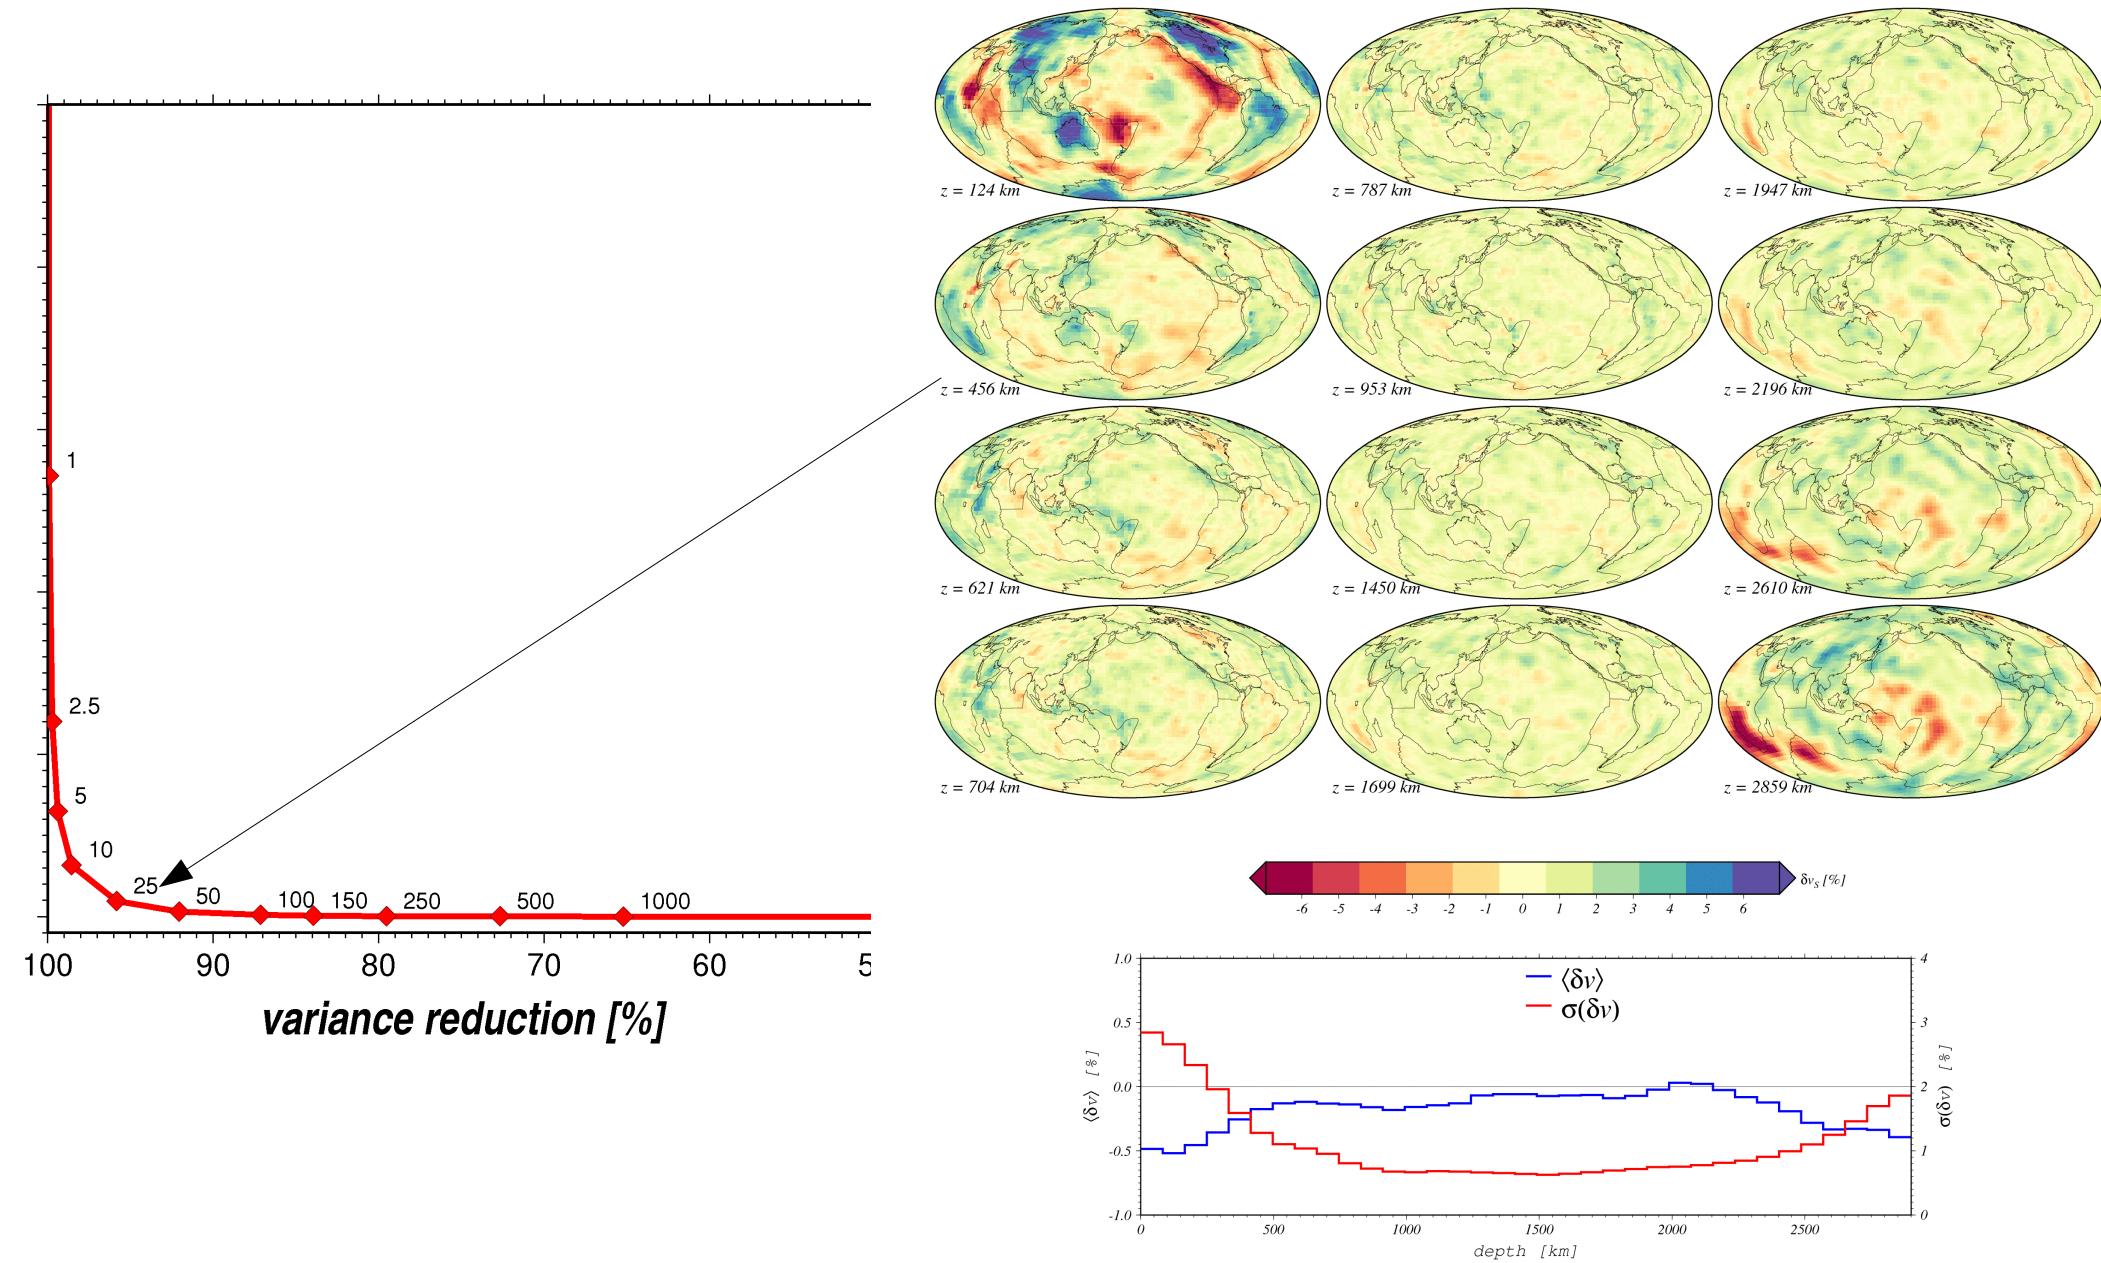 1
2.5
5
10
25
50
100
150
250
500
1000
100
90
80
70
60
5
variance reduction [%]
z = 124 km
z = 787 km
z = 1947 km
z = 456 km
z = 953 km
z = 2196 km
z = 621 km
z = 1450 km
z = 2610 km
z = 704 km
z = 1699 km
z = 2859 km
-6 -5 -4 -3 -2 -1 0 1 2 3 4 5 6
δvS [%]
⟨δv⟩
σ(δv)
1.0
0.5
0.0
-0.5
-1.0
⟨δv⟩ [%]
4
3
2
1
0
σ(δv) [%]
0 500 1000 1500 2000 2500
depth [km]